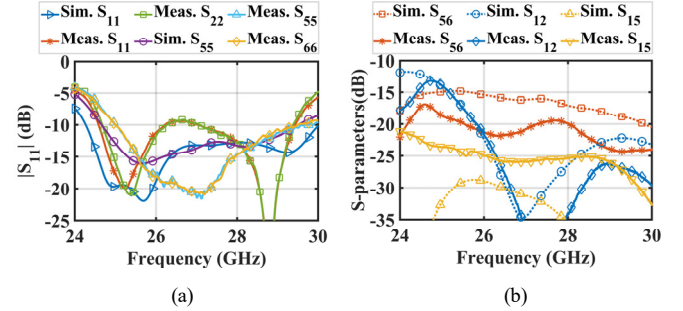 Sim. S11 Meas. S22 Meas. S55
Meas. S11 Sim. S55 Meas. S66
0
-5
-10
-15
-20
-25
|S11| (dB)
24 26 28 30
Frequency (GHz)
(a)
Sim. S56 Sim. S12 Sim. S15
Meas. S56 Meas. S12 Meas. S15
-10
-15
-20
-25
-30
-35
S-parameters(dB)
24 26 28 30
Frequency (GHz)
(b)